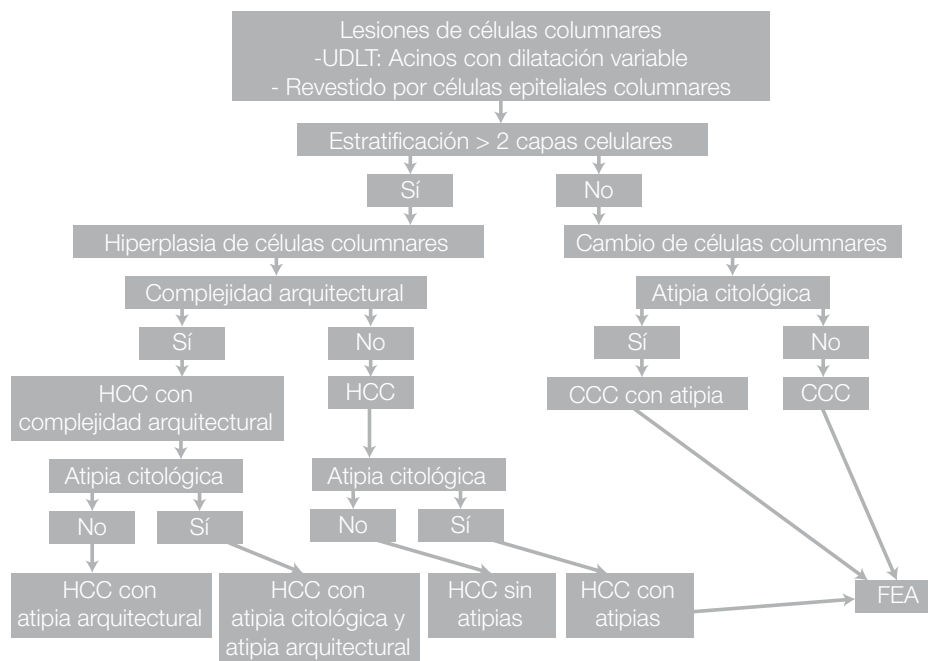 Lesiones de células columnares
-UDLT: Acinos con dilatación variable
- Revestido por células epiteliales columnares
Estratificación > 2 capas celulares
Sí
No
Hiperplasia de células columnares
Cambio de células columnares
Complejidad arquitectural
Atipia citológica
Sí
No
Sí
No
HCC con
complejidad arquitectural
HCC
CCC con atipia
CCC
Atipia citológica
Atipia citológica
No
Sí
No
Sí
HCC con
atipia arquitectural
HCC con
atipia citológica y
atipia arquitectural
HCC sin
atipias
HCC con
atipias
FEA